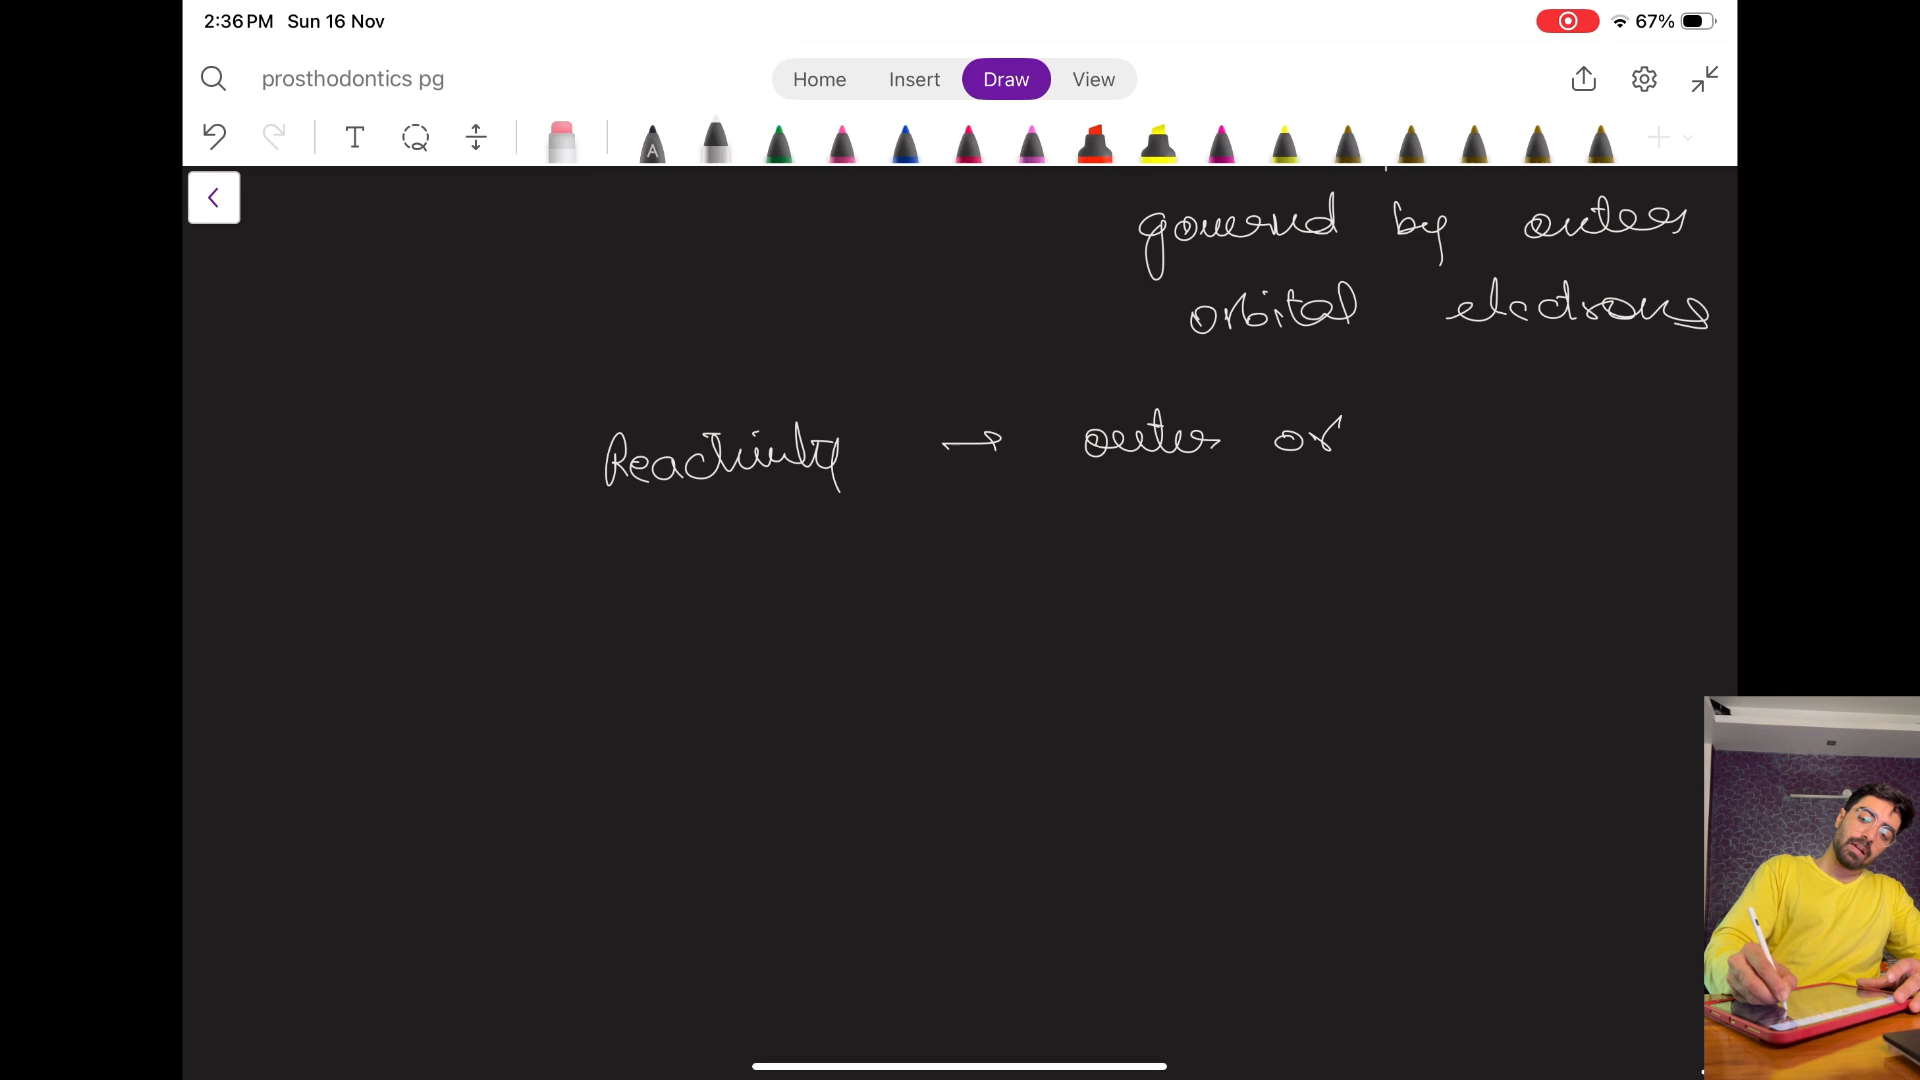 2:36 PM Sun 16 Nov 67%
prosthodontics pg Home Insert Draw View
T A
governed by outer
orbital electrons
Reactivity → outer or